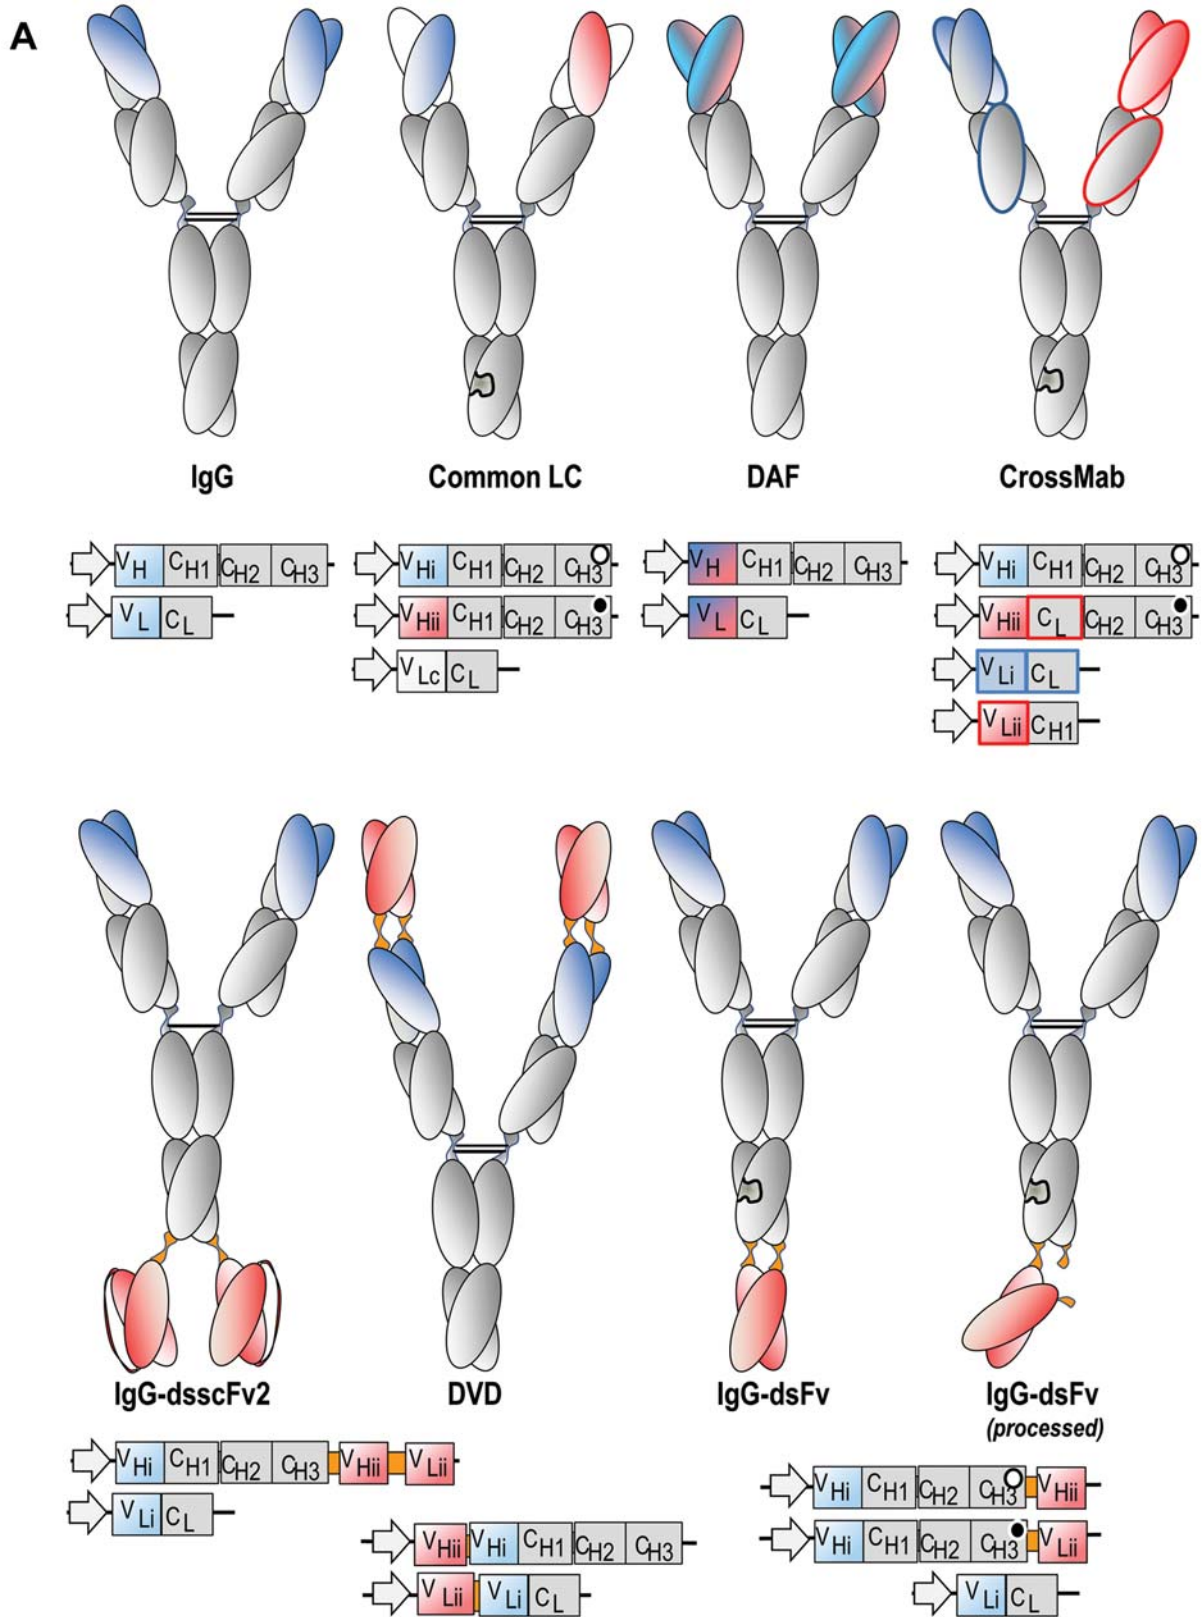 A
IgG
Common LC
DAF
CrossMab
VH CH1 CH2 CH3
VL CL
VHi CH1 CH2 CH3
VHii CH1 CH2 CH3
VLc CL
VH CH1 CH2 CH3
VL CL
VHi CH1 CH2 CH3
VHii CL CH2 CH3
VLi CL
VLii CH1
IgG-dsscFv2
DVD
IgG-dsFv
IgG-dsFv
(processed)
VHi CH1 CH2 CH3 VHii VLii
VLi CL
VHii VHi CH1 CH2 CH3
VLii VLi CL
VHi CH1 CH2 CH3 VHii
VHi CH1 CH2 CH3 VLii
VLi CL